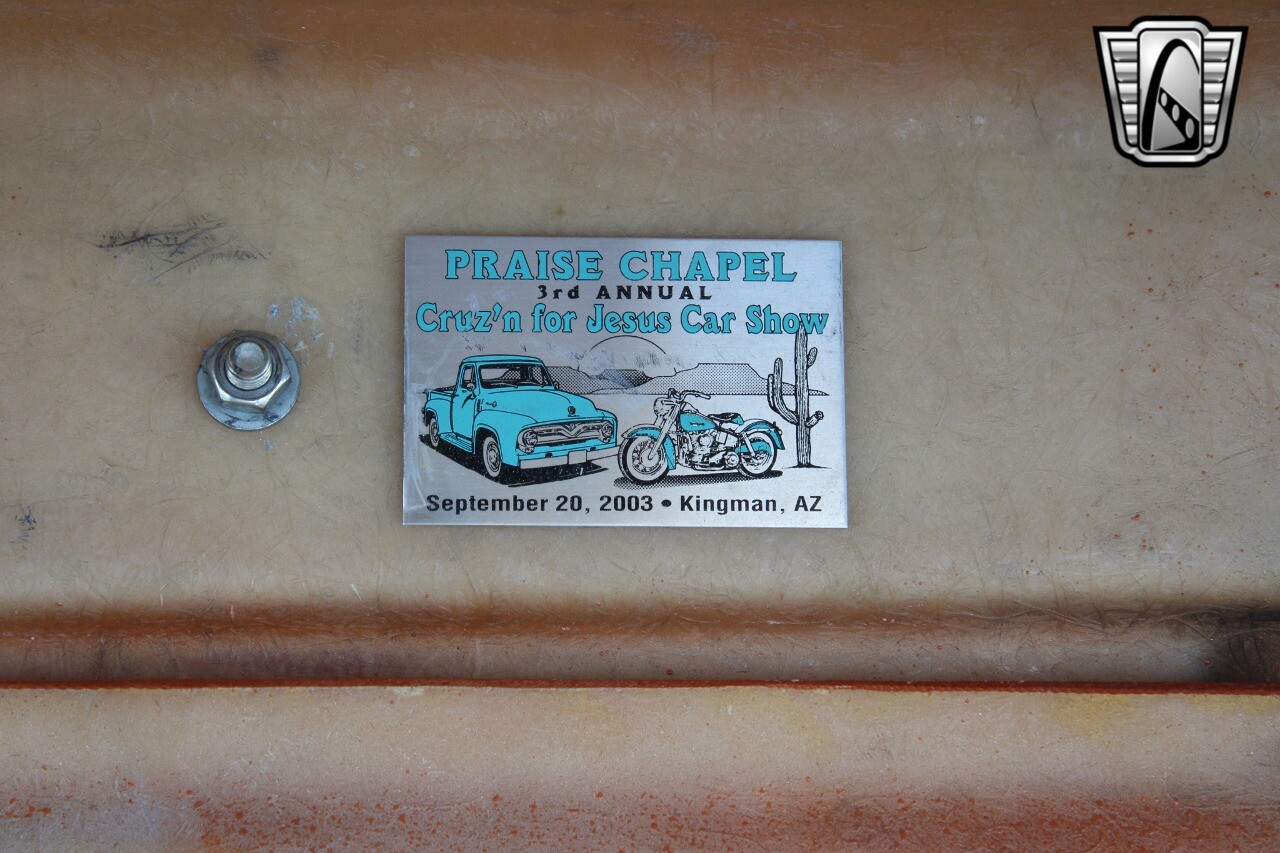 PRAISE CHAPEL
3rd ANNUAL
Cruz'n for Jesus Car Show
September 20, 2003 • Kingman, AZ